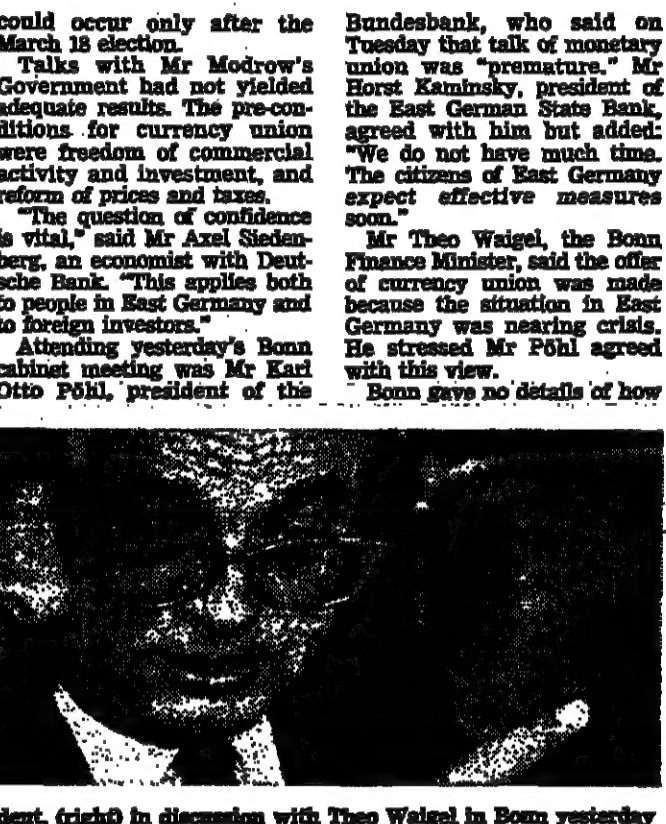 could occur only after the
March 18 election.
Talks with Mr Modrow's
Government had not yielded
adequate results. The pre-con-
ditions for currency union
were freedom of commercial
activity and investment, and
reform of prices and taxes.
"The question of confidence
is vital," said Mr Axel Sieden-
berg, an economist with Deut-
sche Bank. "This applies both
to people in East Germany and
to foreign investors."
Attending yesterday's Bonn
cabinet meeting was Mr Karl
Otto Pöhl, president of the
Bundesbank, who said on
Tuesday that talk of monetary
union was "premature." Mr
Horst Kaminsky, president of
the East German State Bank,
agreed with him but added:
"We do not have much time.
The citizens of East Germany
expect effective measures
soon."
Mr Theo Waigel, the Bonn
Finance Minister, said the offer
of currency union was made
because the situation in East
Germany was nearing crisis.
He stressed Mr Pöhl agreed
with this view.
Bonn gave no details of how
dent, (right) in discussion with Theo Waigel in Bonn yesterday